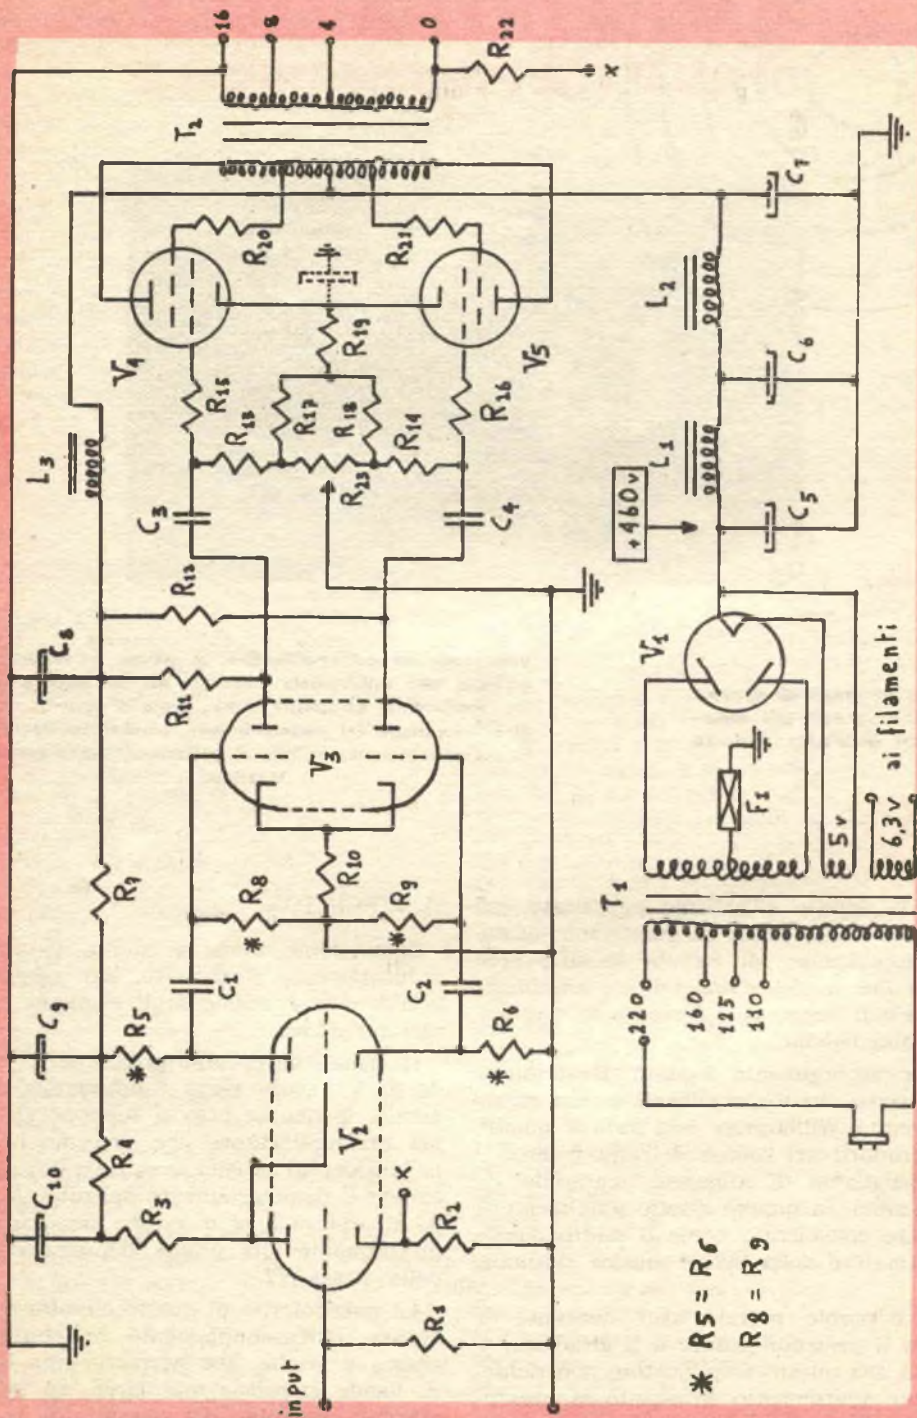 input
R1
R2
x
R3
C10
R4
V2
C9
R5
*
R6
*
C1
C2
R7
R8
*
R9
*
R10
V3
C8
R11
R12
C3
C4
L3
R13
R23
R14
R15
R17
R18
R16
R19
V4
V5
R20
R21
T2
16
8
4
0
R22
x
* R5=R6
R8=R9
220
160
125
110
T1
F1
5v
6,3v
ai filamenti
V1
+460v
C5
L1
C6
L2
C7